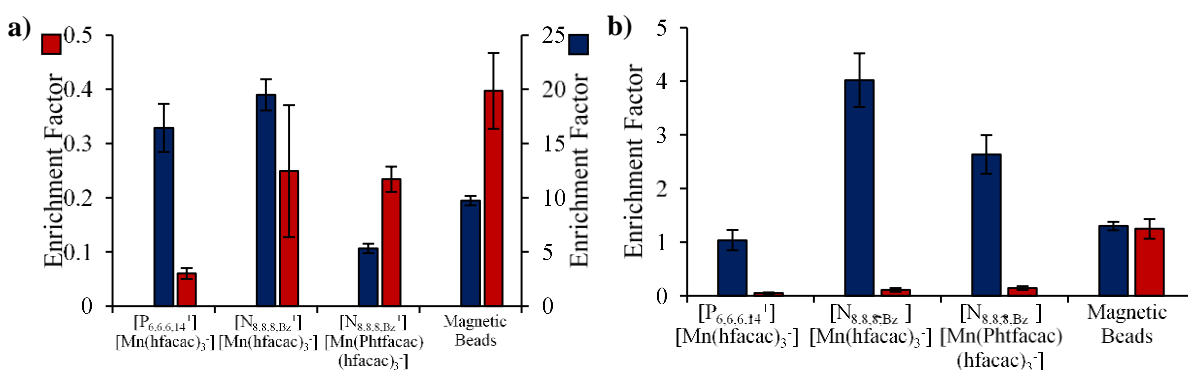 a)
Enrichment Factor
0.5
0.4
0.3
0.2
0.1
0
25
20
15
10
5
0
Enrichment Factor
[P6,6,6,14+]
[Mn(hfacac)3-]
[N8,8,8,Bz+]
[Mn(hfacac)3-]
[N8,8,8,Bz+]
[Mn(Phtfacac)
(hfacac)3-]
Magnetic
Beads
b)
Enrichment Factor
5
4
3
2
1
0
[P6,6,6,14+]
[Mn(hfacac)3-]
[N8,8,8,Bz]
[Mn(hfacac)3-]
[N8,8,8,Bz]
[Mn(Phtfacac)
(hfacac)3-]
Magnetic
Beads